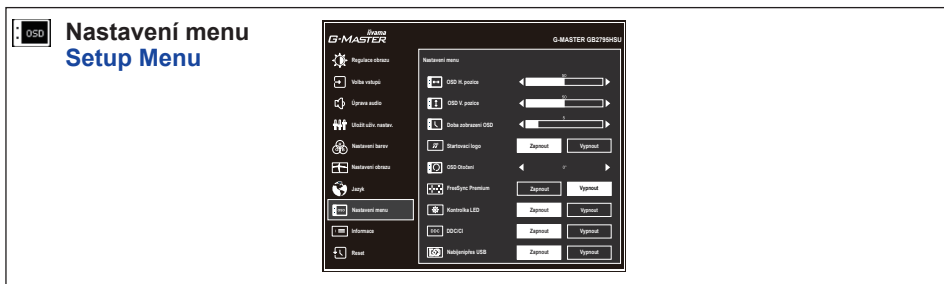 OSD
Nastavení menu
Setup Menu
iiyama
G-MASTER
G-MASTER GB2795HSU
Regulace obrazu
Volba vstupů
Úprava audio
Uložit uživ. nastav.
Nastavení barev
Nastavení obrazu
Jazyk
OSD
Nastavení menu
Informace
Reset
Nastavení menu
OSD H. pozice
50
OSD V. pozice
50
Doba zobrazení OSD
Startovací logo
Zapnout
Vypnout
OSD Otočení
0°
FreeSync Premium
Zapnout
Vypnout
Kontrolka LED
Zapnout
Vypnout
DDC
DDC/CI
Zapnout
Vypnout
Nabíjenípřes USB
Zapnout
Vypnout